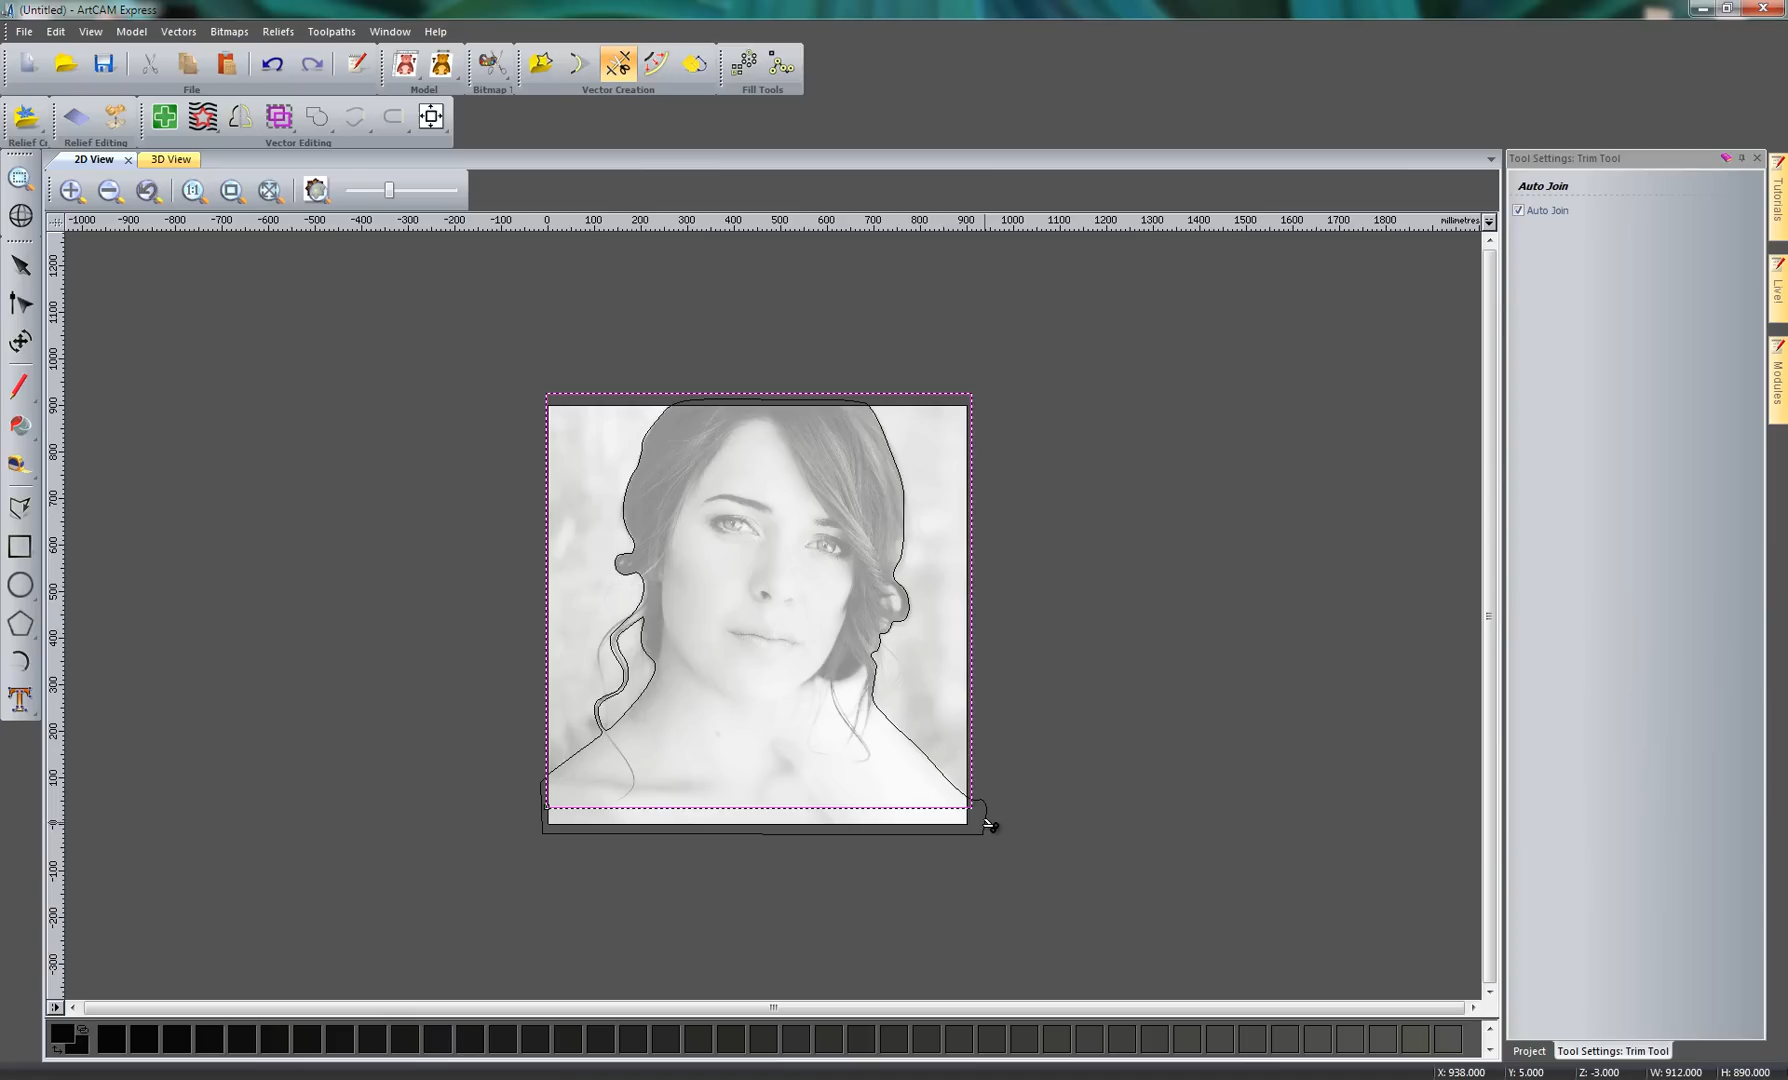 (Untitled) - ArtCAM Express
File Edit View Model Vectors Bitmaps Reliefs Toolpaths Window Help
File Model Bitmap Vector Creation Fill Tools
Relief Cr Relief Editing Vector Editing
2D View 3D View
Tool Settings: Trim Tool
Auto Join
Auto Join
1:1
-1000 -900 -800 -700 -600 -500 -400 -300 -200 -100 0 100 200 300 400 500 600 700 800 900 1000 1100 1200 1300 1400 1500 1600 1700 1800 millimetres
1200
1100
1000
900
800
700
600
500
400
300
200
100
-0
-100
-200
-300
T
Tutorials
Live!
Modules
Project Tool Settings: Trim Tool
X: 938.000 Y: 5.000 Z: -3.000 W: 912.000 H: 890.000